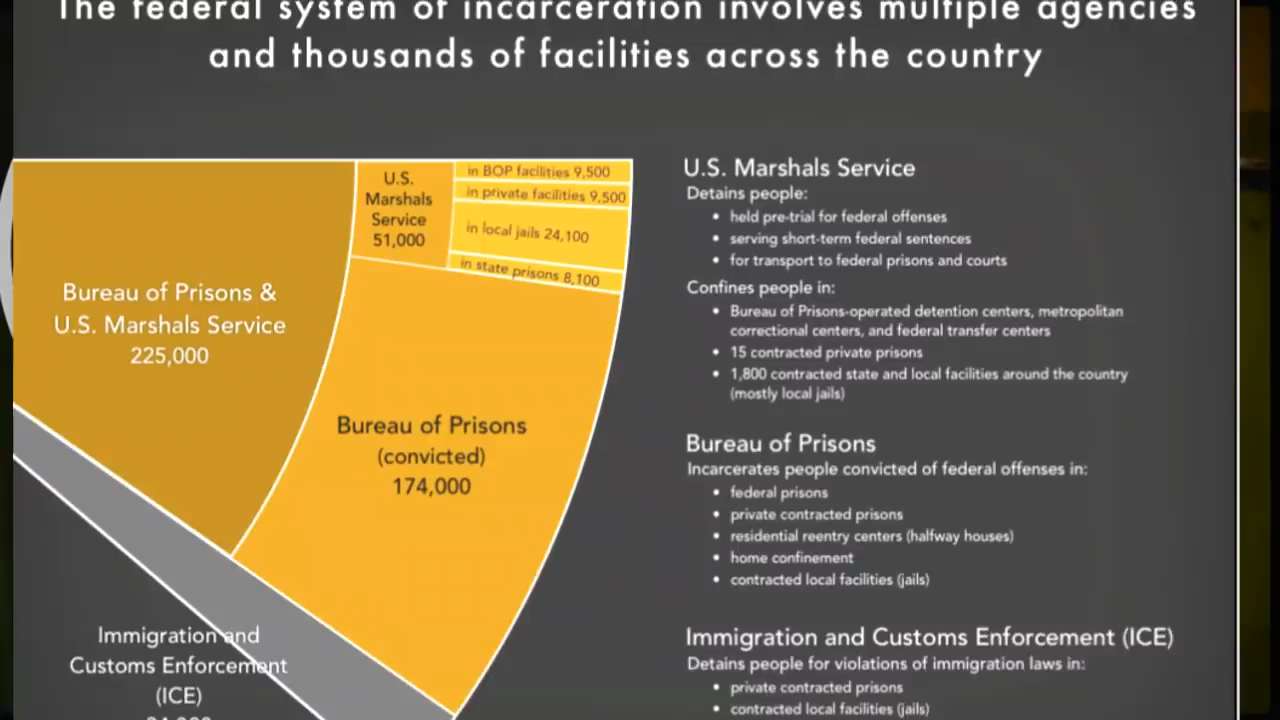 The federal system of incarceration involves multiple agencies
and thousands of facilities across the country
Bureau of Prisons &
U.S. Marshals Service
225,000
U.S.
Marshals
Service
51,000
in BOP facilities 9,500
in private facilities 9,500
in local jails 24,100
in state prisons 8,100
Bureau of Prisons
(convicted)
174,000
Immigration and
Customs Enforcement
(ICE)
U.S. Marshals Service
Detains people:
• held pre-trial for federal offenses
• serving short-term federal sentences
• for transport to federal prisons and courts
Confines people in:
• Bureau of Prisons-operated detention centers, metropolitan
correctional centers, and federal transfer centers
• 15 contracted private prisons
• 1,800 contracted state and local facilities around the country
(mostly local jails)
Bureau of Prisons
Incarcerates people convicted of federal offenses in:
• federal prisons
• private contracted prisons
• residential reentry centers (halfway houses)
• home confinement
• contracted local facilities (jails)
Immigration and Customs Enforcement (ICE)
Detains people for violations of immigration laws in:
• private contracted prisons
• contracted local facilities (jails)